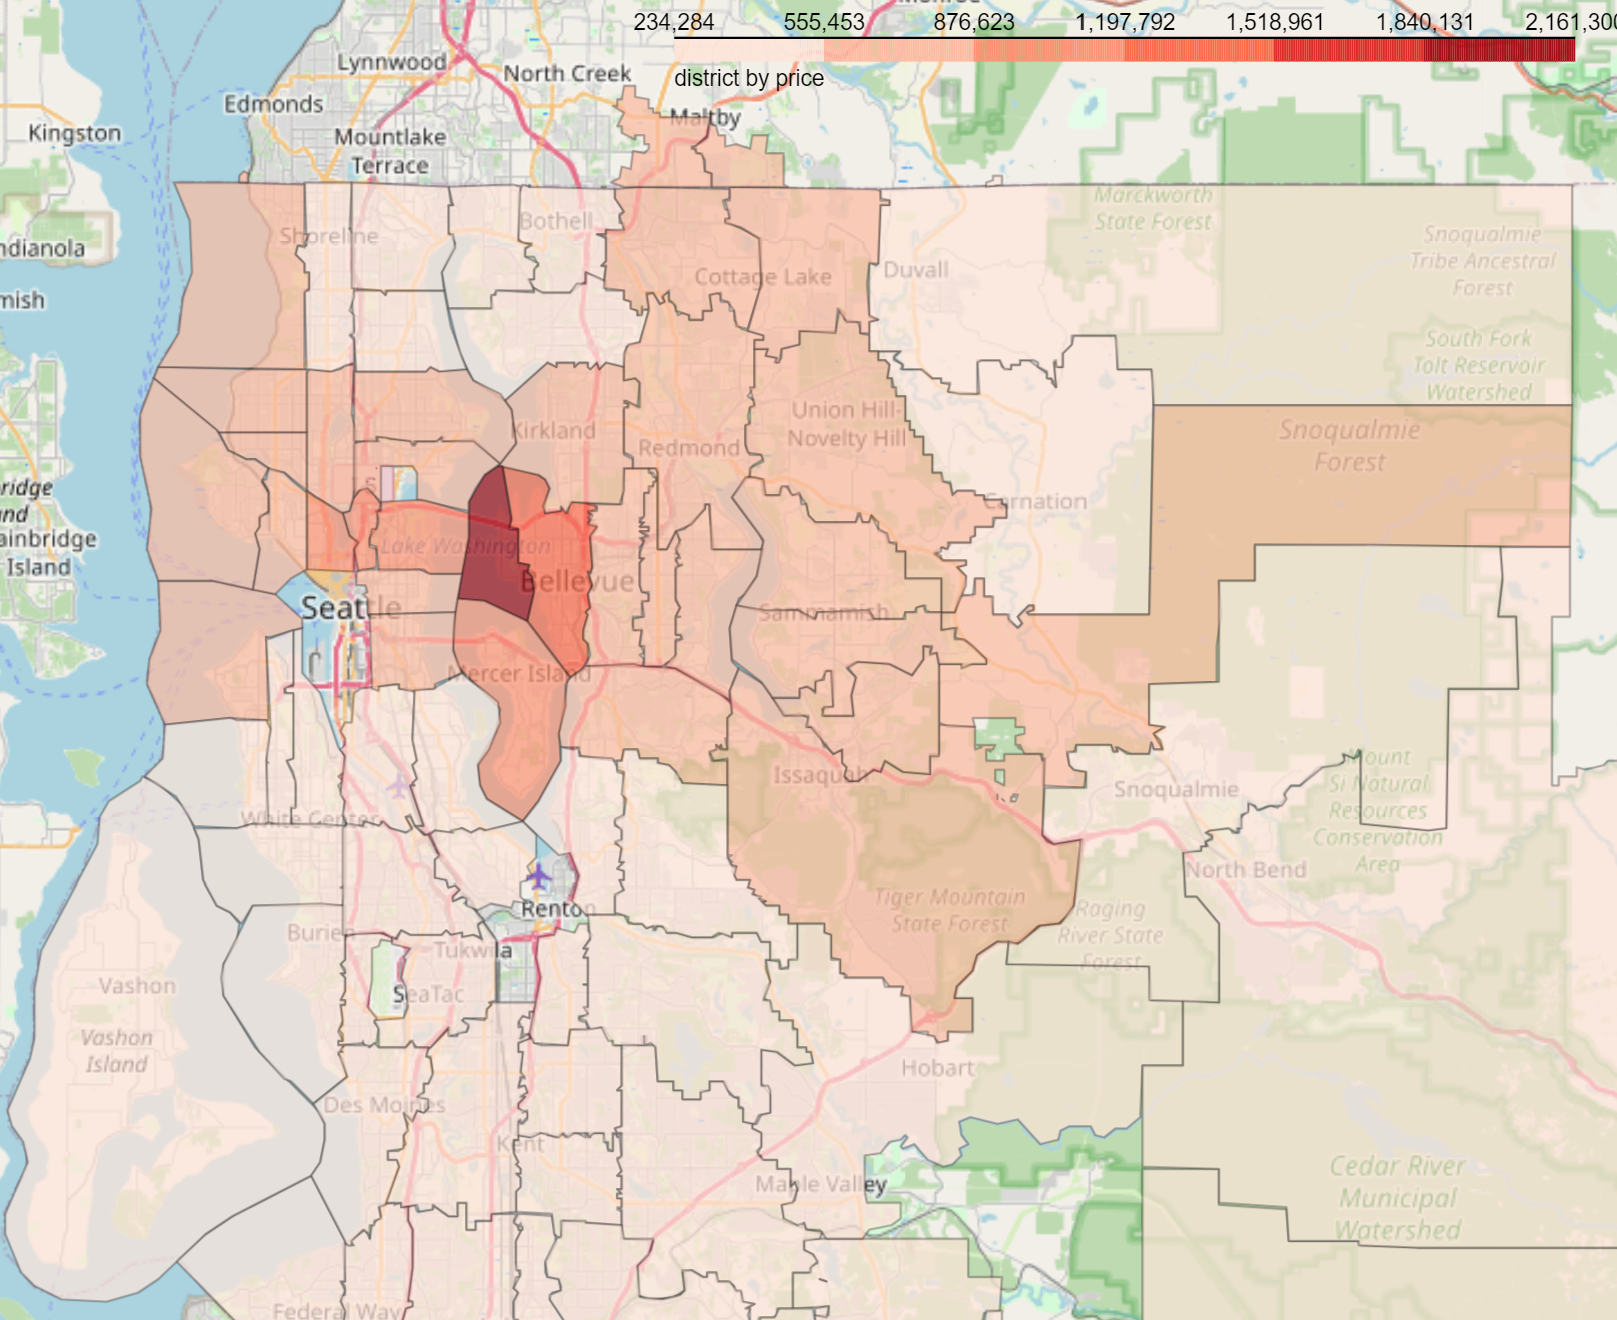 234,284 555,453 876,623 1,197,792 1,518,961 1,840,131 2,161,300
district by price
Lynnwood
North Creek
Edmonds
Maltby
Kingston
Mountlake
Terrace
Marckworth
State Forest
Shoreline
Bothell
Snoqualmie
Tribe Ancestral
Forest
ndianola
Cottage Lake
Duvall
mish
South Fork
Tolt Reservoir
Watershed
Union Hill-
Novelty Hill
Kirkland
Redmond
Snoqualmie
Forest
ridge
and
ainbridge
Island
Carnation
Lake Washington
Bellevue
Seattle
Sammamish
Mercer Island
Issaquah
Snoqualmie
Mount
Si Natural
Resources
Conservation
Area
White Center
North Bend
Renton
Tiger Mountain
State Forest
Raging
River State
Forest
Burien
Tukwila
Vashon
SeaTac
Vashon
Island
Hobart
Des Moines
Kent
Maple Valley
Cedar River
Municipal
Watershed
Federal Way